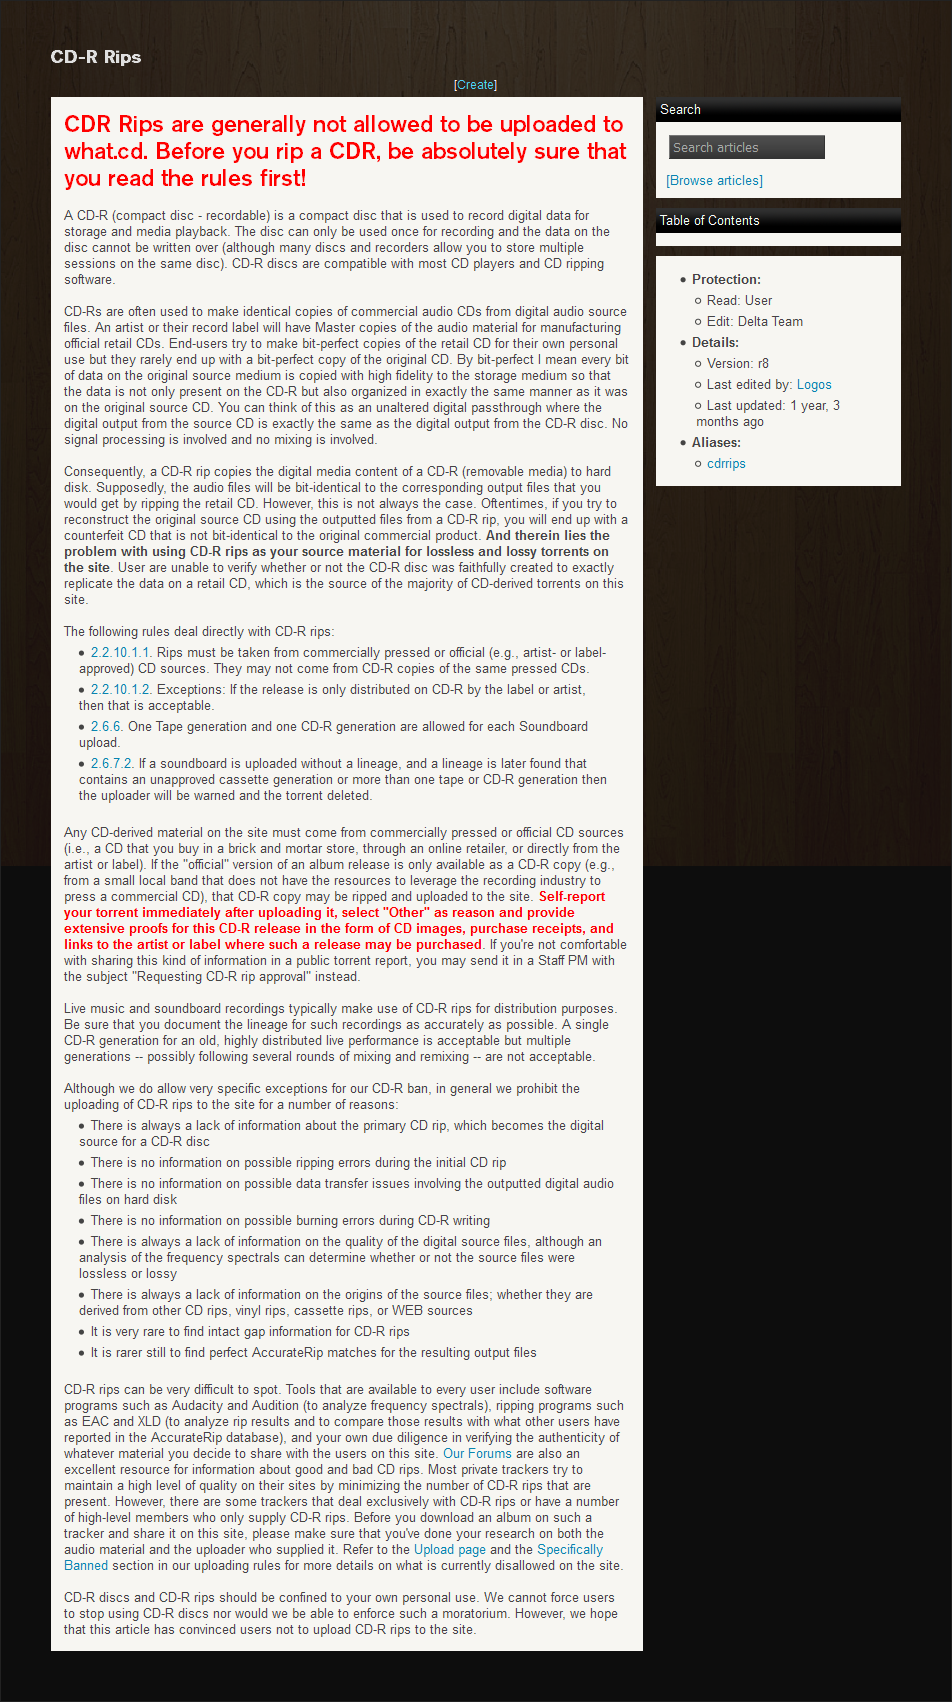 CD-R Rips
[Create]
CDR Rips are generally not allowed to be uploaded to
what.cd. Before you rip a CDR, be absolutely sure that
you read the rules first!
A CD-R (compact disc - recordable) is a compact disc that is used to record digital data for
storage and media playback. The disc can only be used once for recording and the data on the
disc cannot be written over (although many discs and recorders allow you to store multiple
sessions on the same disc). CD-R discs are compatible with most CD players and CD ripping
software.
CD-Rs are often used to make identical copies of commercial audio CDs from digital audio source
files. An artist or their record label will have Master copies of the audio material for manufacturing
official retail CDs. End-users try to make bit-perfect copies of the retail CD for their own personal
use but they rarely end up with a bit-perfect copy of the original CD. By bit-perfect I mean every bit
of data on the original source medium is copied with high fidelity to the storage medium so that
the data is not only present on the CD-R but also organized in exactly the same manner as it was
on the original source CD. You can think of this as an unaltered digital passthrough where the
digital output from the source CD is exactly the same as the digital output from the CD-R disc. No
signal processing is involved and no mixing is involved.
Consequently, a CD-R rip copies the digital media content of a CD-R (removable media) to hard
disk. Supposedly, the audio files will be bit-identical to the corresponding output files that you
would get by ripping the retail CD. However, this is not always the case. Oftentimes, if you try to
reconstruct the original source CD using the outputted files from a CD-R rip, you will end up with a
counterfeit CD that is not bit-identical to the original commercial product. And therein lies the
problem with using CD-R rips as your source material for lossless and lossy torrents on
the site. User are unable to verify whether or not the CD-R disc was faithfully created to exactly
replicate the data on a retail CD, which is the source of the majority of CD-derived torrents on this
site.
The following rules deal directly with CD-R rips:
• 2.2.10.1.1. Rips must be taken from commercially pressed or official (e.g., artist- or label-
approved) CD sources. They may not come from CD-R copies of the same pressed CDs.
• 2.2.10.1.2. Exceptions: If the release is only distributed on CD-R by the label or artist,
then that is acceptable.
• 2.6.6. One Tape generation and one CD-R generation are allowed for each Soundboard
upload.
• 2.6.7.2. If a soundboard is uploaded without a lineage, and a lineage is later found that
contains an unapproved cassette generation or more than one tape or CD-R generation then
the uploader will be warned and the torrent deleted.
Any CD-derived material on the site must come from commercially pressed or official CD sources
(i.e., a CD that you buy in a brick and mortar store, through an online retailer, or directly from the
artist or label). If the "official" version of an album release is only available as a CD-R copy (e.g.,
from a small local band that does not have the resources to leverage the recording industry to
press a commercial CD), that CD-R copy may be ripped and uploaded to the site. Self-report
your torrent immediately after uploading it, select "Other" as reason and provide
extensive proofs for this CD-R release in the form of CD images, purchase receipts, and
links to the artist or label where such a release may be purchased. If you're not comfortable
with sharing this kind of information in a public torrent report, you may send it in a Staff PM with
the subject "Requesting CD-R rip approval" instead.
Live music and soundboard recordings typically make use of CD-R rips for distribution purposes.
Be sure that you document the lineage for such recordings as accurately as possible. A single
CD-R generation for an old, highly distributed live performance is acceptable but multiple
generations -- possibly following several rounds of mixing and remixing -- are not acceptable.
Although we do allow very specific exceptions for our CD-R ban, in general we prohibit the
uploading of CD-R rips to the site for a number of reasons:
• There is always a lack of information about the primary CD rip, which becomes the digital
source for a CD-R disc
• There is no information on possible ripping errors during the initial CD rip
• There is no information on possible data transfer issues involving the outputted digital audio
files on hard disk
• There is no information on possible burning errors during CD-R writing
• There is always a lack of information on the quality of the digital source files, although an
analysis of the frequency spectrals can determine whether or not the source files were
lossless or lossy
• There is always a lack of information on the origins of the source files; whether they are
derived from other CD rips, vinyl rips, cassette rips, or WEB sources
• It is very rare to find intact gap information for CD-R rips
• It is rarer still to find perfect AccurateRip matches for the resulting output files
CD-R rips can be very difficult to spot. Tools that are available to every user include software
programs such as Audacity and Audition (to analyze frequency spectrals), ripping programs such
as EAC and XLD (to analyze rip results and to compare those results with what other users have
reported in the AccurateRip database), and your own due diligence in verifying the authenticity of
whatever material you decide to share with the users on this site. Our Forums are also an
excellent resource for information about good and bad CD rips. Most private trackers try to
maintain a high level of quality on their sites by minimizing the number of CD-R rips that are
present. However, there are some trackers that deal exclusively with CD-R rips or have a number
of high-level members who only supply CD-R rips. Before you download an album on such a
tracker and share it on this site, please make sure that you've done your research on both the
audio material and the uploader who supplied it. Refer to the Upload page and the Specifically
Banned section in our uploading rules for more details on what is currently disallowed on the site.
CD-R discs and CD-R rips should be confined to your own personal use. We cannot force users
to stop using CD-R discs nor would we be able to enforce such a moratorium. However, we hope
that this article has convinced users not to upload CD-R rips to the site.
Search
Search articles
[Browse articles]
Table of Contents
• Protection:
○ Read: User
○ Edit: Delta Team
• Details:
○ Version: r8
○ Last edited by: Logos
○ Last updated: 1 year, 3
months ago
• Aliases:
○ cdrrips